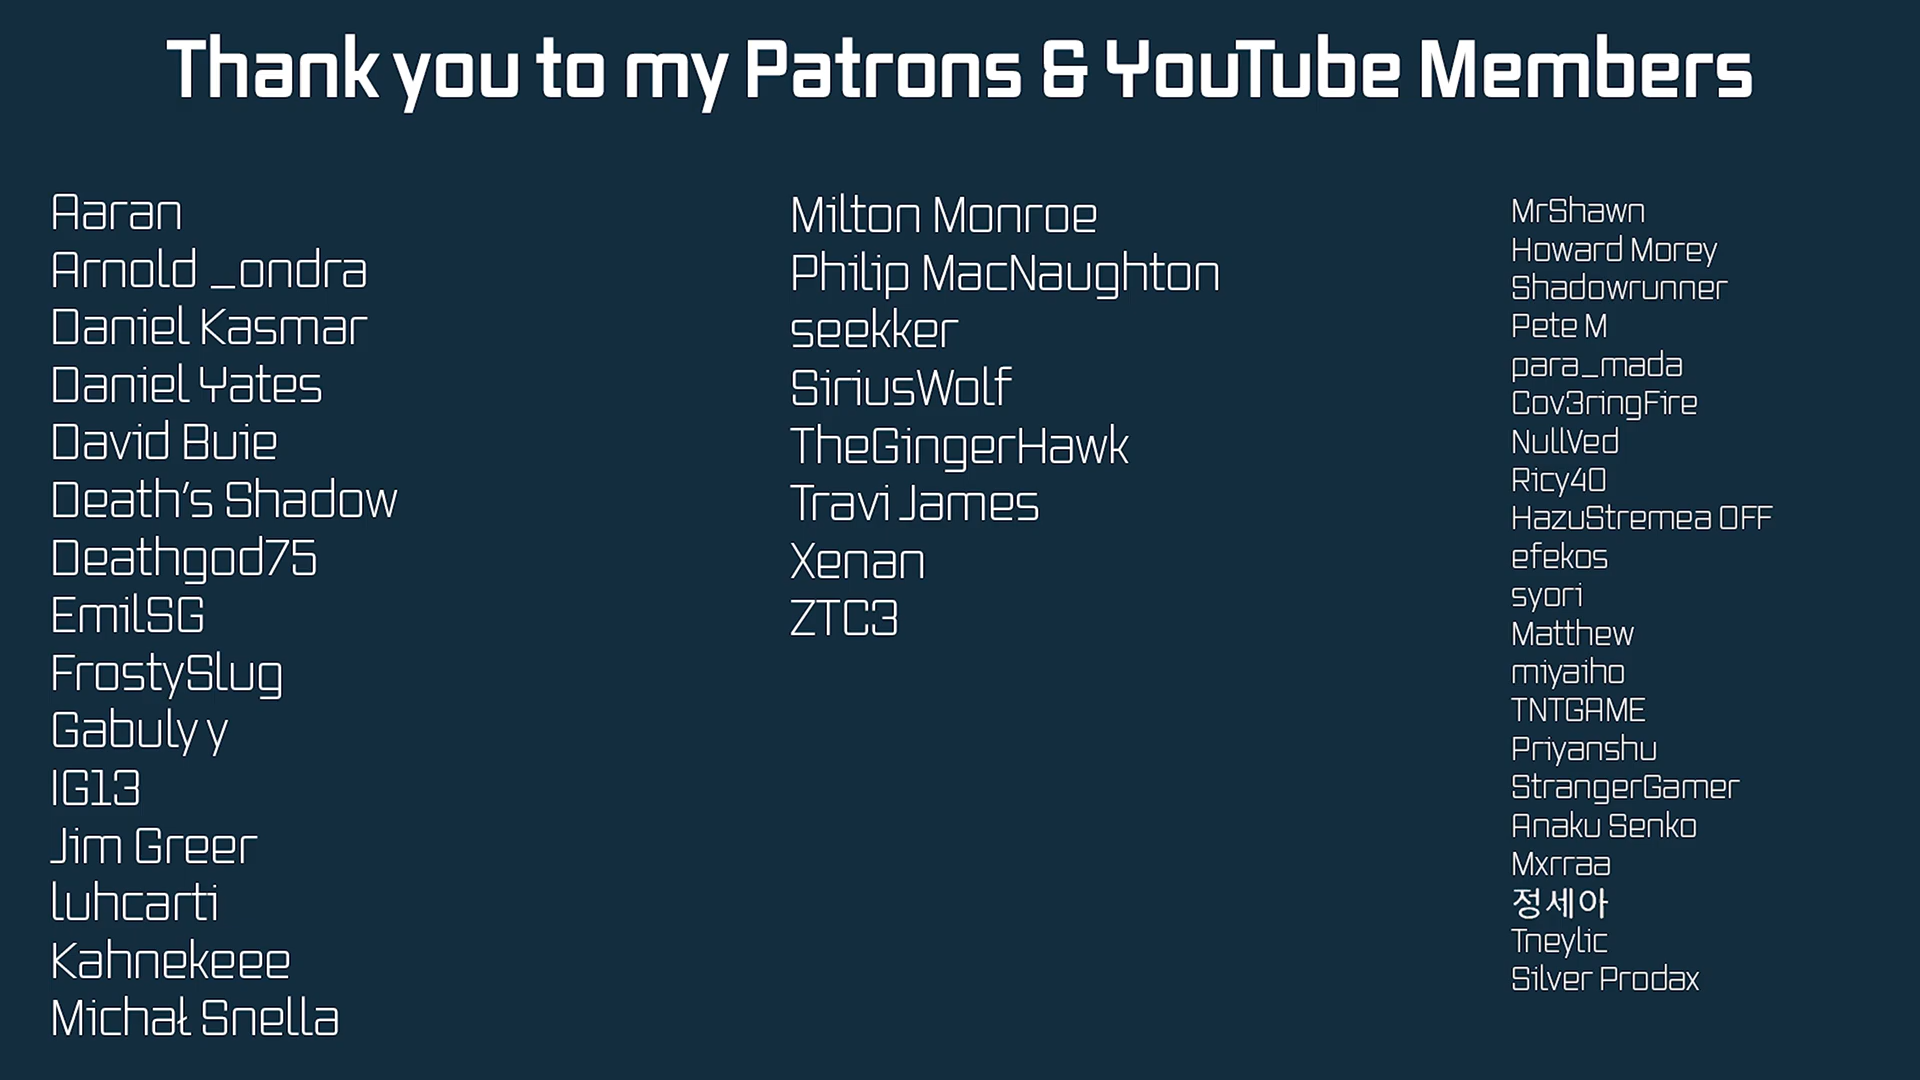 Thank you to my Patrons & YouTube Members
Aaran
Arnold _ondra
Daniel Kasmar
Daniel Yates
David Buie
Death's Shadow
Deathgod75
EmilSG
FrostySlug
Gabuly y
IG13
Jim Greer
luhcarti
Kahnekeee
Michał Snella
Milton Monroe
Philip MacNaughton
seekker
SiriusWolf
TheGingerHawk
Travi James
Xenan
ZTC3
MrShawn
Howard Morey
Shadowrunner
Pete M
para_mada
Cov3ringFire
NullVed
Ricy40
HazuStremea OFF
efekos
syori
Matthew
miyaiho
TNTGAME
Priyanshu
StrangerGamer
Anaku Senko
Mxrraa
정세아
Tneylic
Silver Prodax